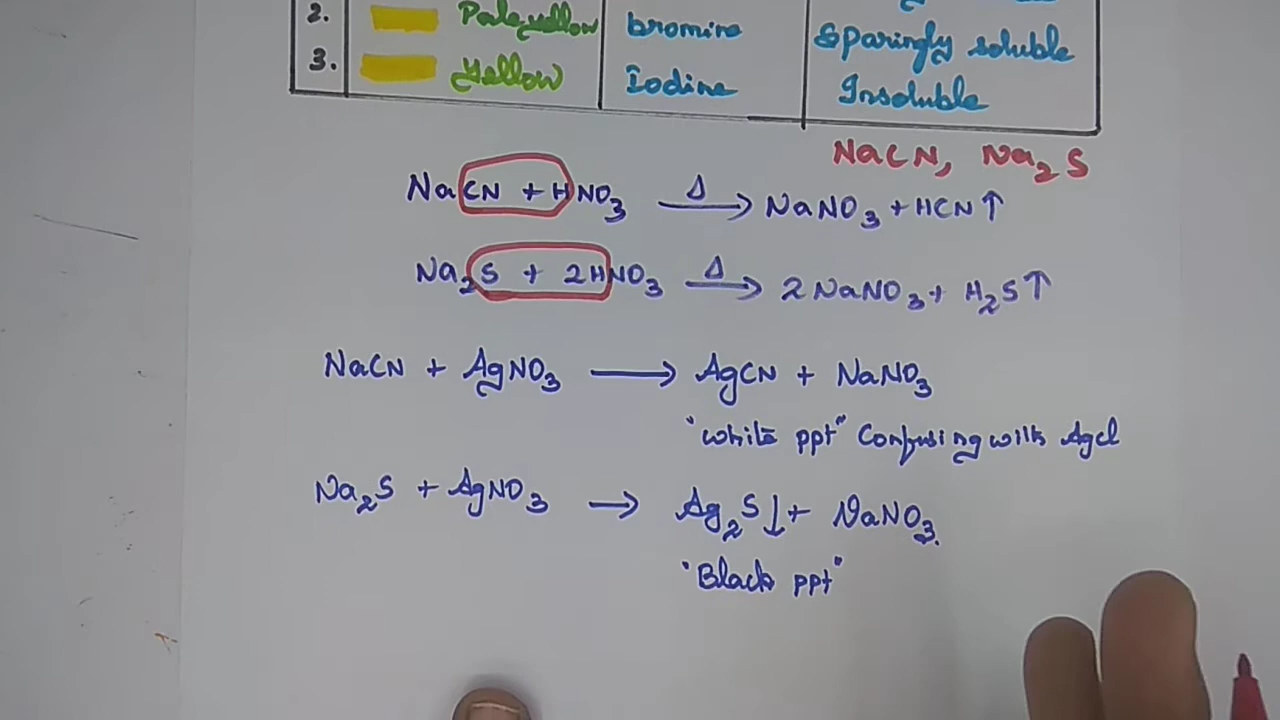 2. Pale yellow bromine Sparingly soluble
3. Yellow Iodine Insoluble
NaCN, Na₂S
NaCN + HNO₃ —Δ→ NaNO₃ + HCN↑
Na₂S + 2HNO₃ —Δ→ 2NaNO₃ + H₂S↑
NaCN + AgNO₃ ⟶ AgCN + NaNO₃
"White ppt" Confusing with Agcl
Na₂S + AgNO₃ → Ag₂S↓ + NaNO₃.
"Black ppt"